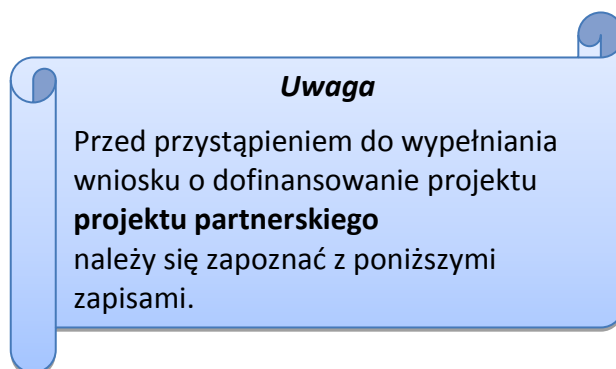 Uwaga
Przed przystąpieniem do wypełniania
wniosku o dofinansowanie projektu
projektu partnerskiego
należy się zapoznać z poniższymi
zapisami.